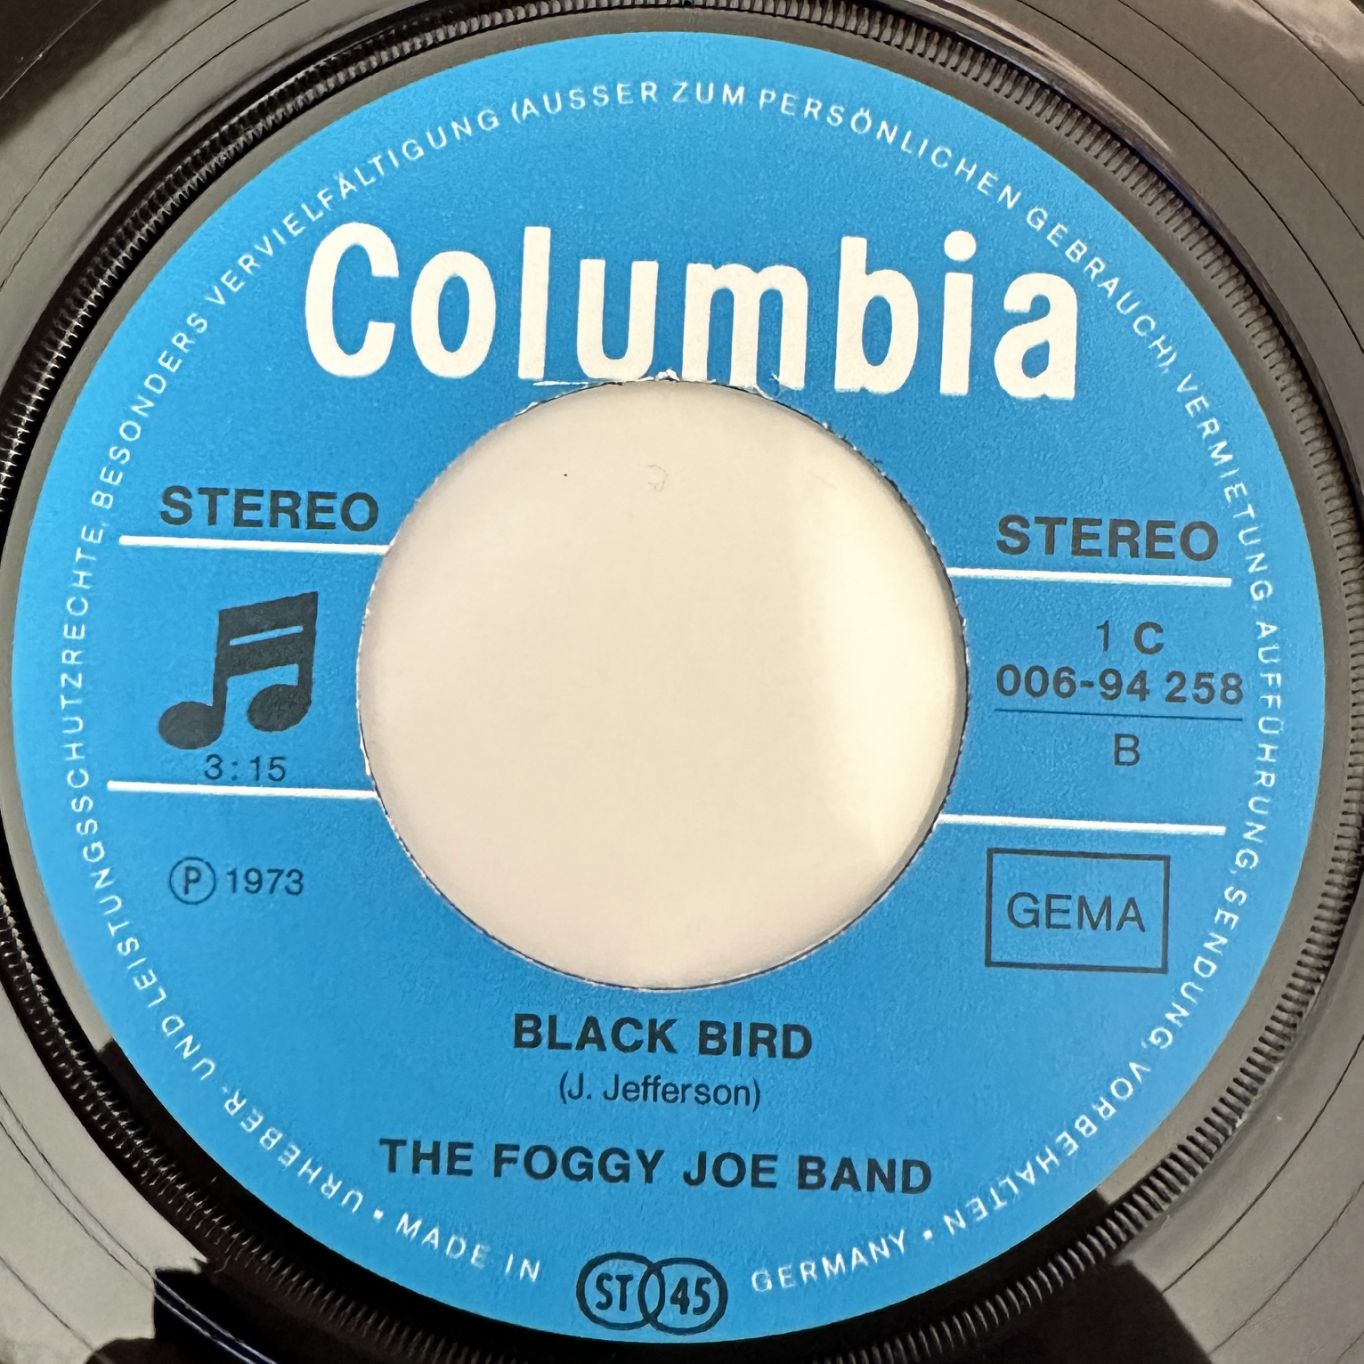 URHEBER- UND LEISTUNGSSCHUTZRECHTE, BESONDERS VERVIELFÄLTIGUNG (AUSSER ZUM PERSÖNLICHEN GEBRAUCH), VERMIETUNG, AUFFÜHRUNG, SENDUNG, VORBEHALTEN • MADE IN GERMANY •
Columbia
STEREO
STEREO
1 C
006-94 258
B
3:15
Ⓟ 1973
GEMA
BLACK BIRD
(J. Jefferson)
THE FOGGY JOE BAND
ST 45